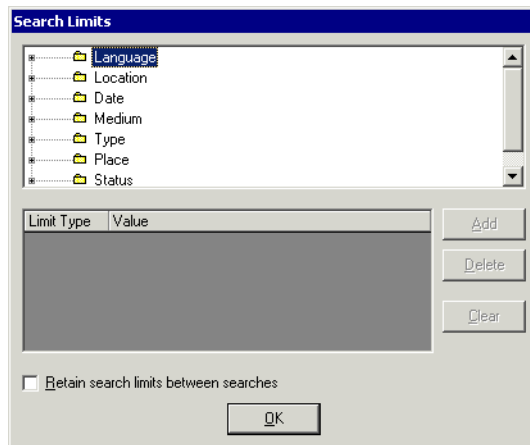 Search Limits
Language
Location
Date
Medium
Type
Place
Status
Limit Type Value
Add
Delete
Clear
Retain search limits between searches
OK